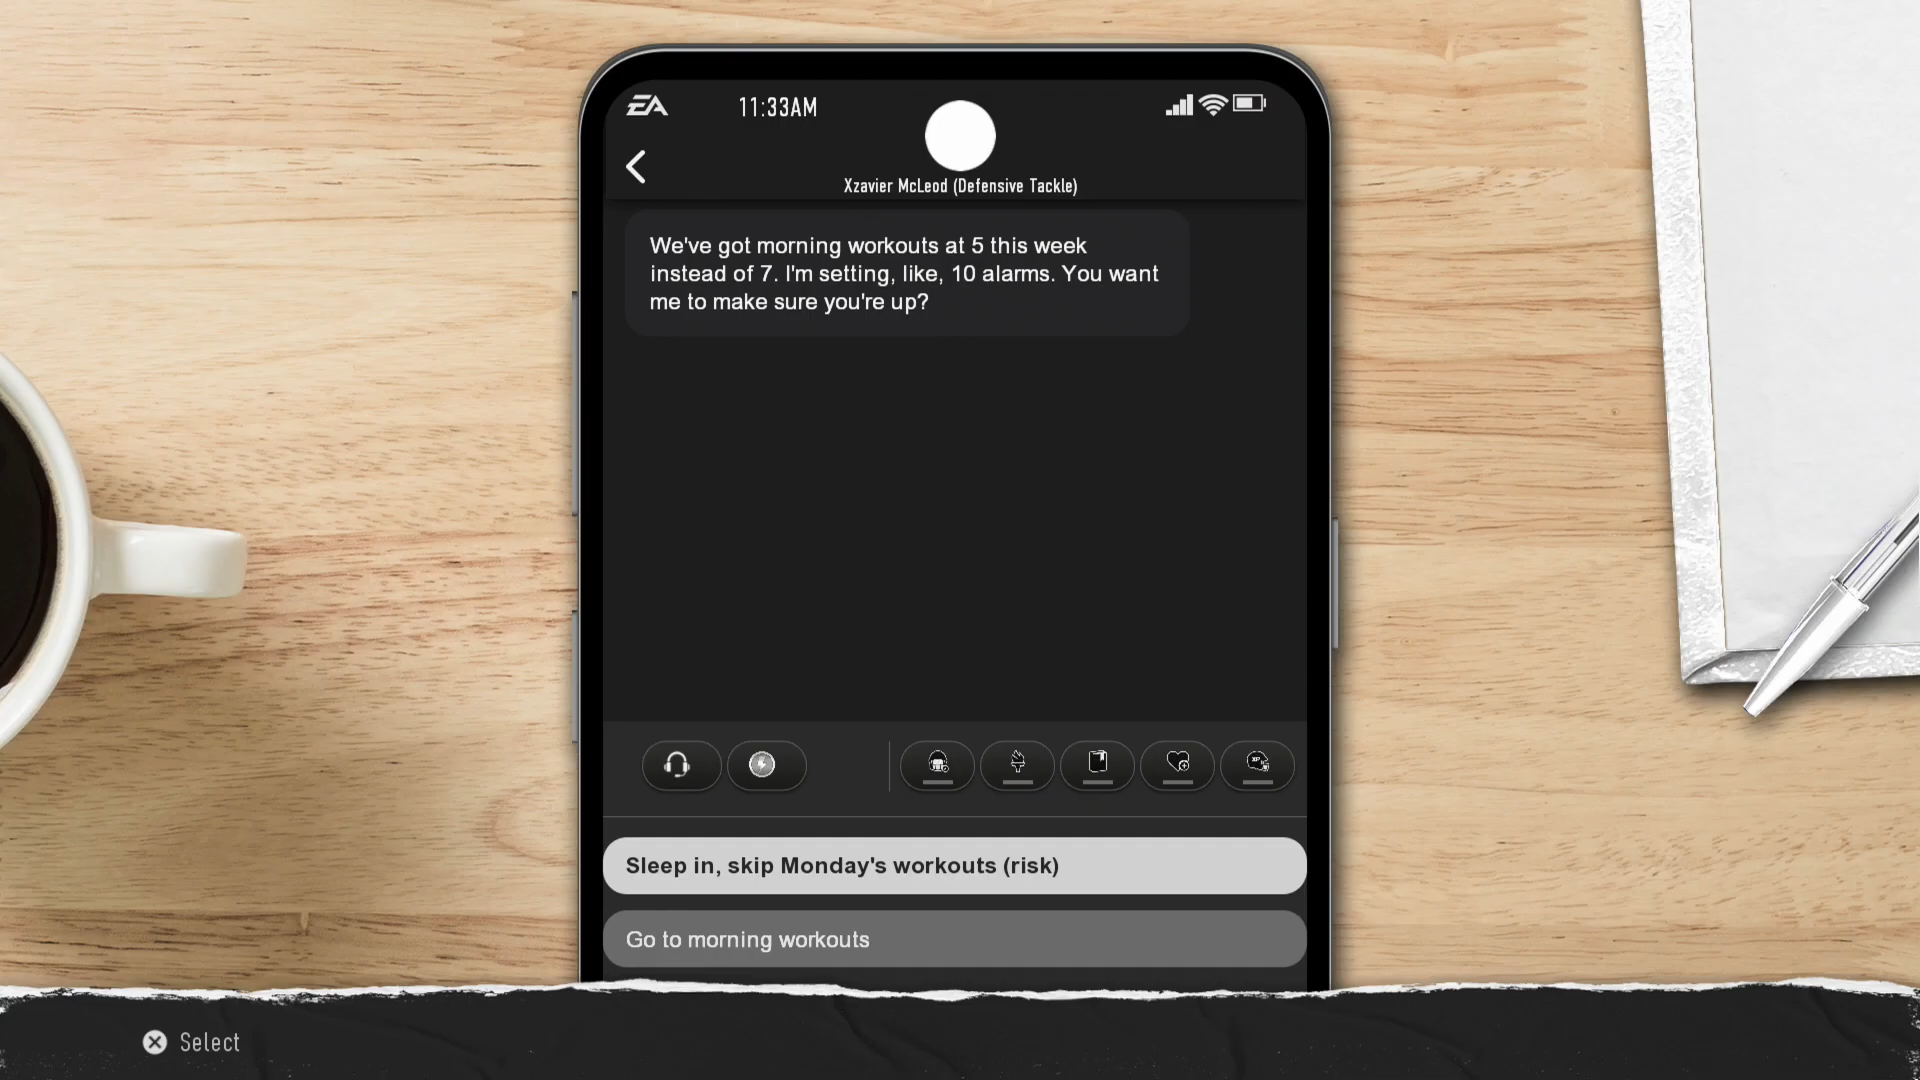 EA
11:33AM
Xzavier McLeod (Defensive Tackle)
We've got morning workouts at 5 this week
instead of 7. I'm setting, like, 10 alarms. You want
me to make sure you're up?
XP
Sleep in, skip Monday's workouts (risk)
Go to morning workouts
Select